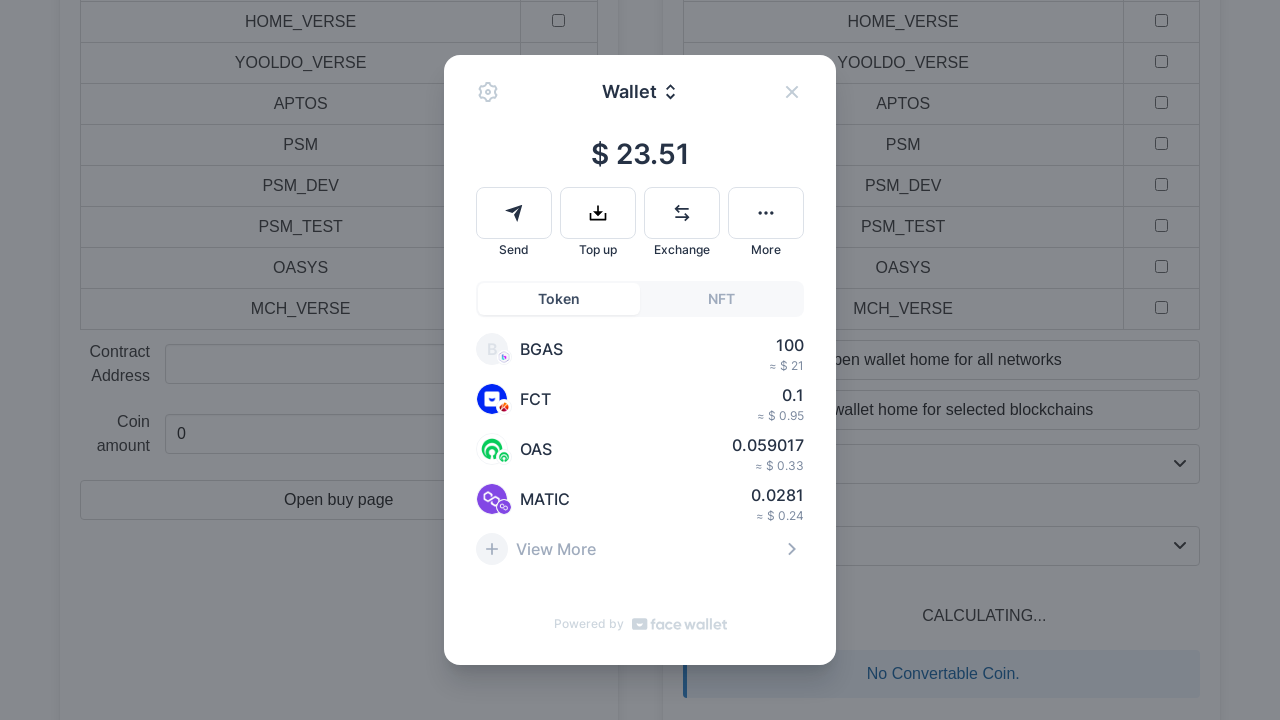 HOME_VERSE
YOOLDO_VERSE
APTOS
PSM
PSM_DEV
PSM_TEST
OASYS
MCH_VERSE
Contract
Address
Coin
amount
0
Open buy page
Wallet
$ 23.51
Send
Top up
Exchange
More
Token
NFT
B
BGAS
100
≈ $ 21
FCT
0.1
≈ $ 0.95
OAS
0.059017
≈ $ 0.33
MATIC
0.0281
≈ $ 0.24
View More
Powered by
face wallet
HOME_VERSE
YOOLDO_VERSE
APTOS
PSM
PSM_DEV
PSM_TEST
OASYS
MCH_VERSE
wallet home for all networks
wallet home for selected blockchains
CALCULATING...
No Convertable Coin.